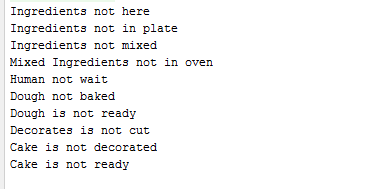 Ingredients not here
Ingredients not in plate
Ingredients not mixed
Mixed Ingredients not in oven
Human not wait
Dough not baked
Dough is not ready
Decorates is not cut
Cake is not decorated
Cake is not ready